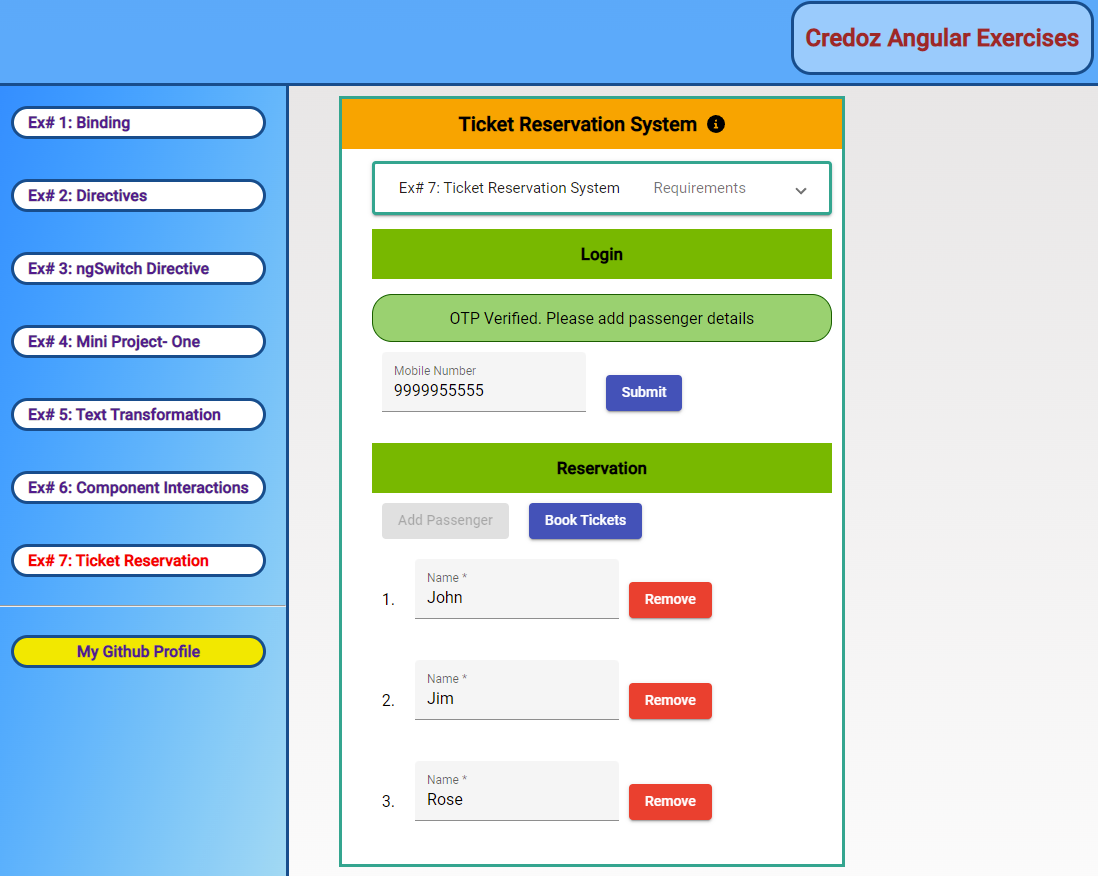 Credoz Angular Exercises
Ex# 1: Binding
Ex# 2: Directives
Ex# 3: ngSwitch Directive
Ex# 4: Mini Project- One
Ex# 5: Text Transformation
Ex# 6: Component Interactions
Ex# 7: Ticket Reservation
My Github Profile
Ticket Reservation System
Ex# 7: Ticket Reservation System Requirements
Login
OTP Verified. Please add passenger details
Mobile Number
9999955555
Submit
Reservation
Add Passenger Book Tickets
Name *
1. John Remove
Name *
2. Jim Remove
Name *
3. Rose Remove